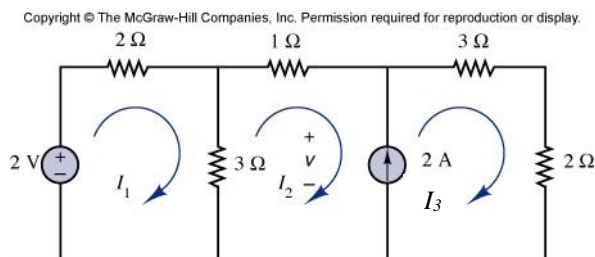 Copyright © The McGraw-Hill Companies, Inc. Permission required for reproduction or display.
2 Ω 1 Ω 3 Ω
2 V + − 3 Ω + v − 2 A 2 Ω
I1 I2 I3